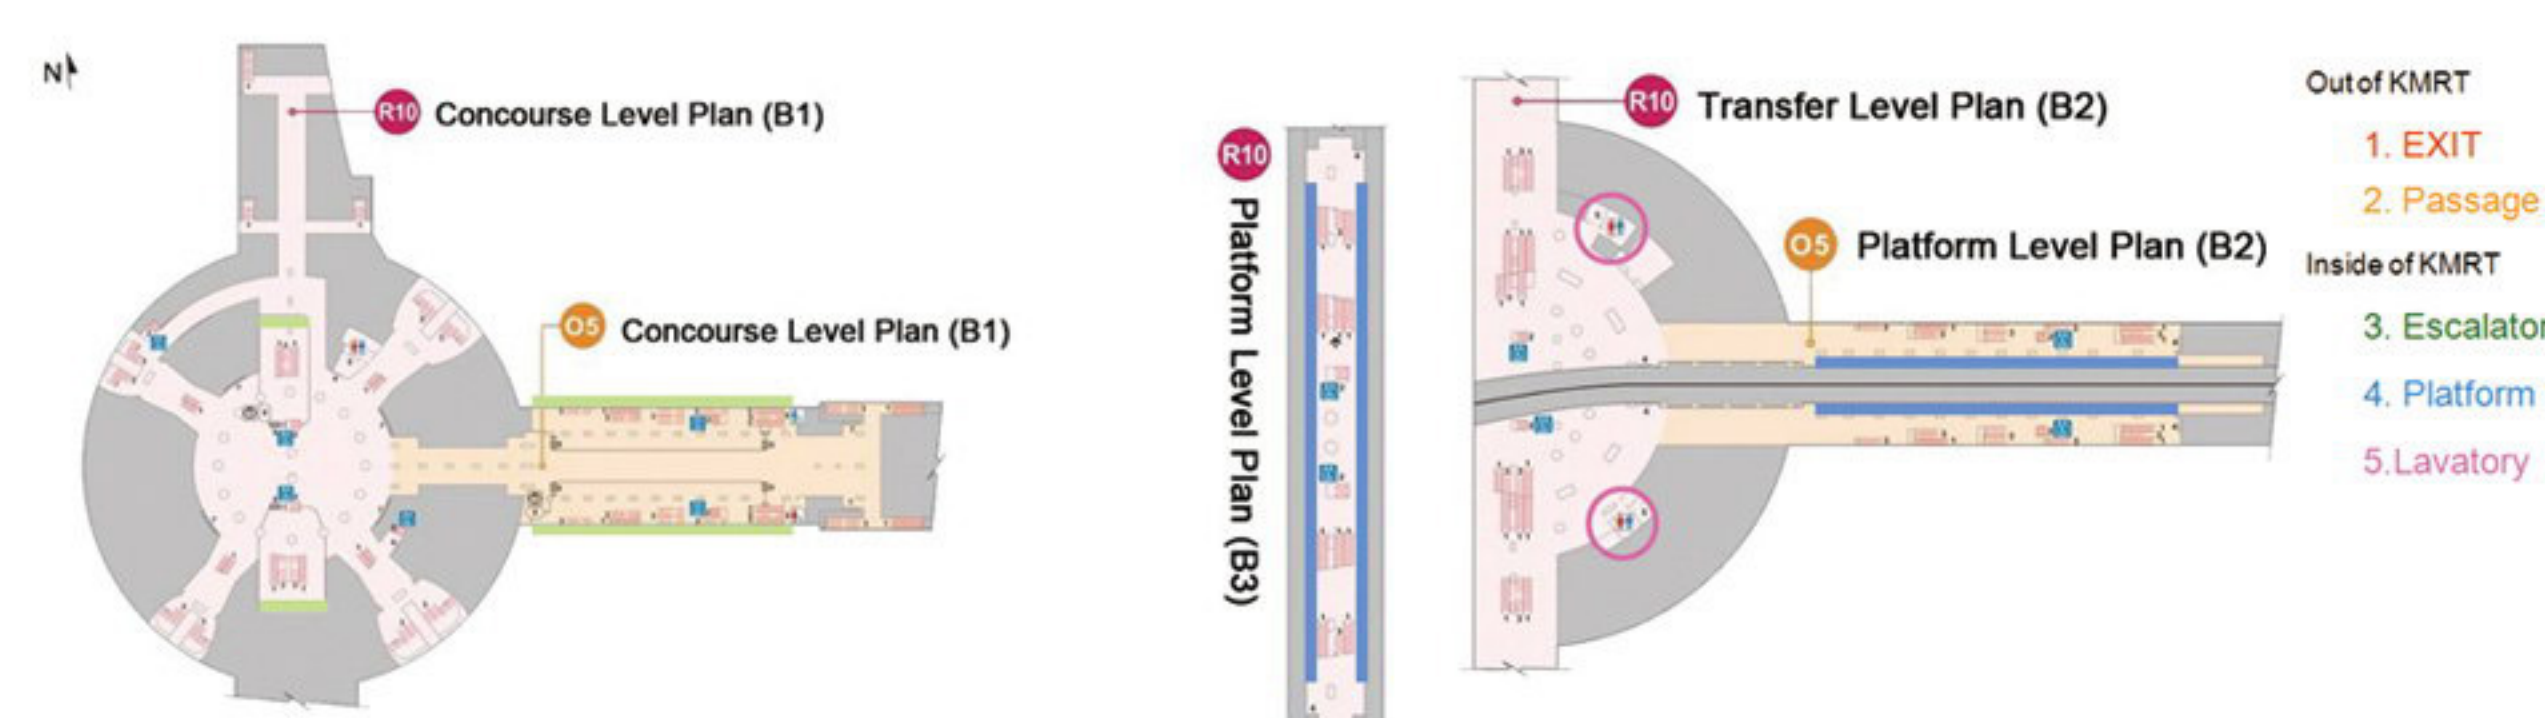 N
R10 Concourse Level Plan (B1)
O5 Concourse Level Plan (B1)
R10 Platform Level Plan (B3)
R10 Transfer Level Plan (B2)
O5 Platform Level Plan (B2)
Out of KMRT
1. EXIT
2. Passage
Inside of KMRT
3. Escalator
4. Platform
5.Lavatory